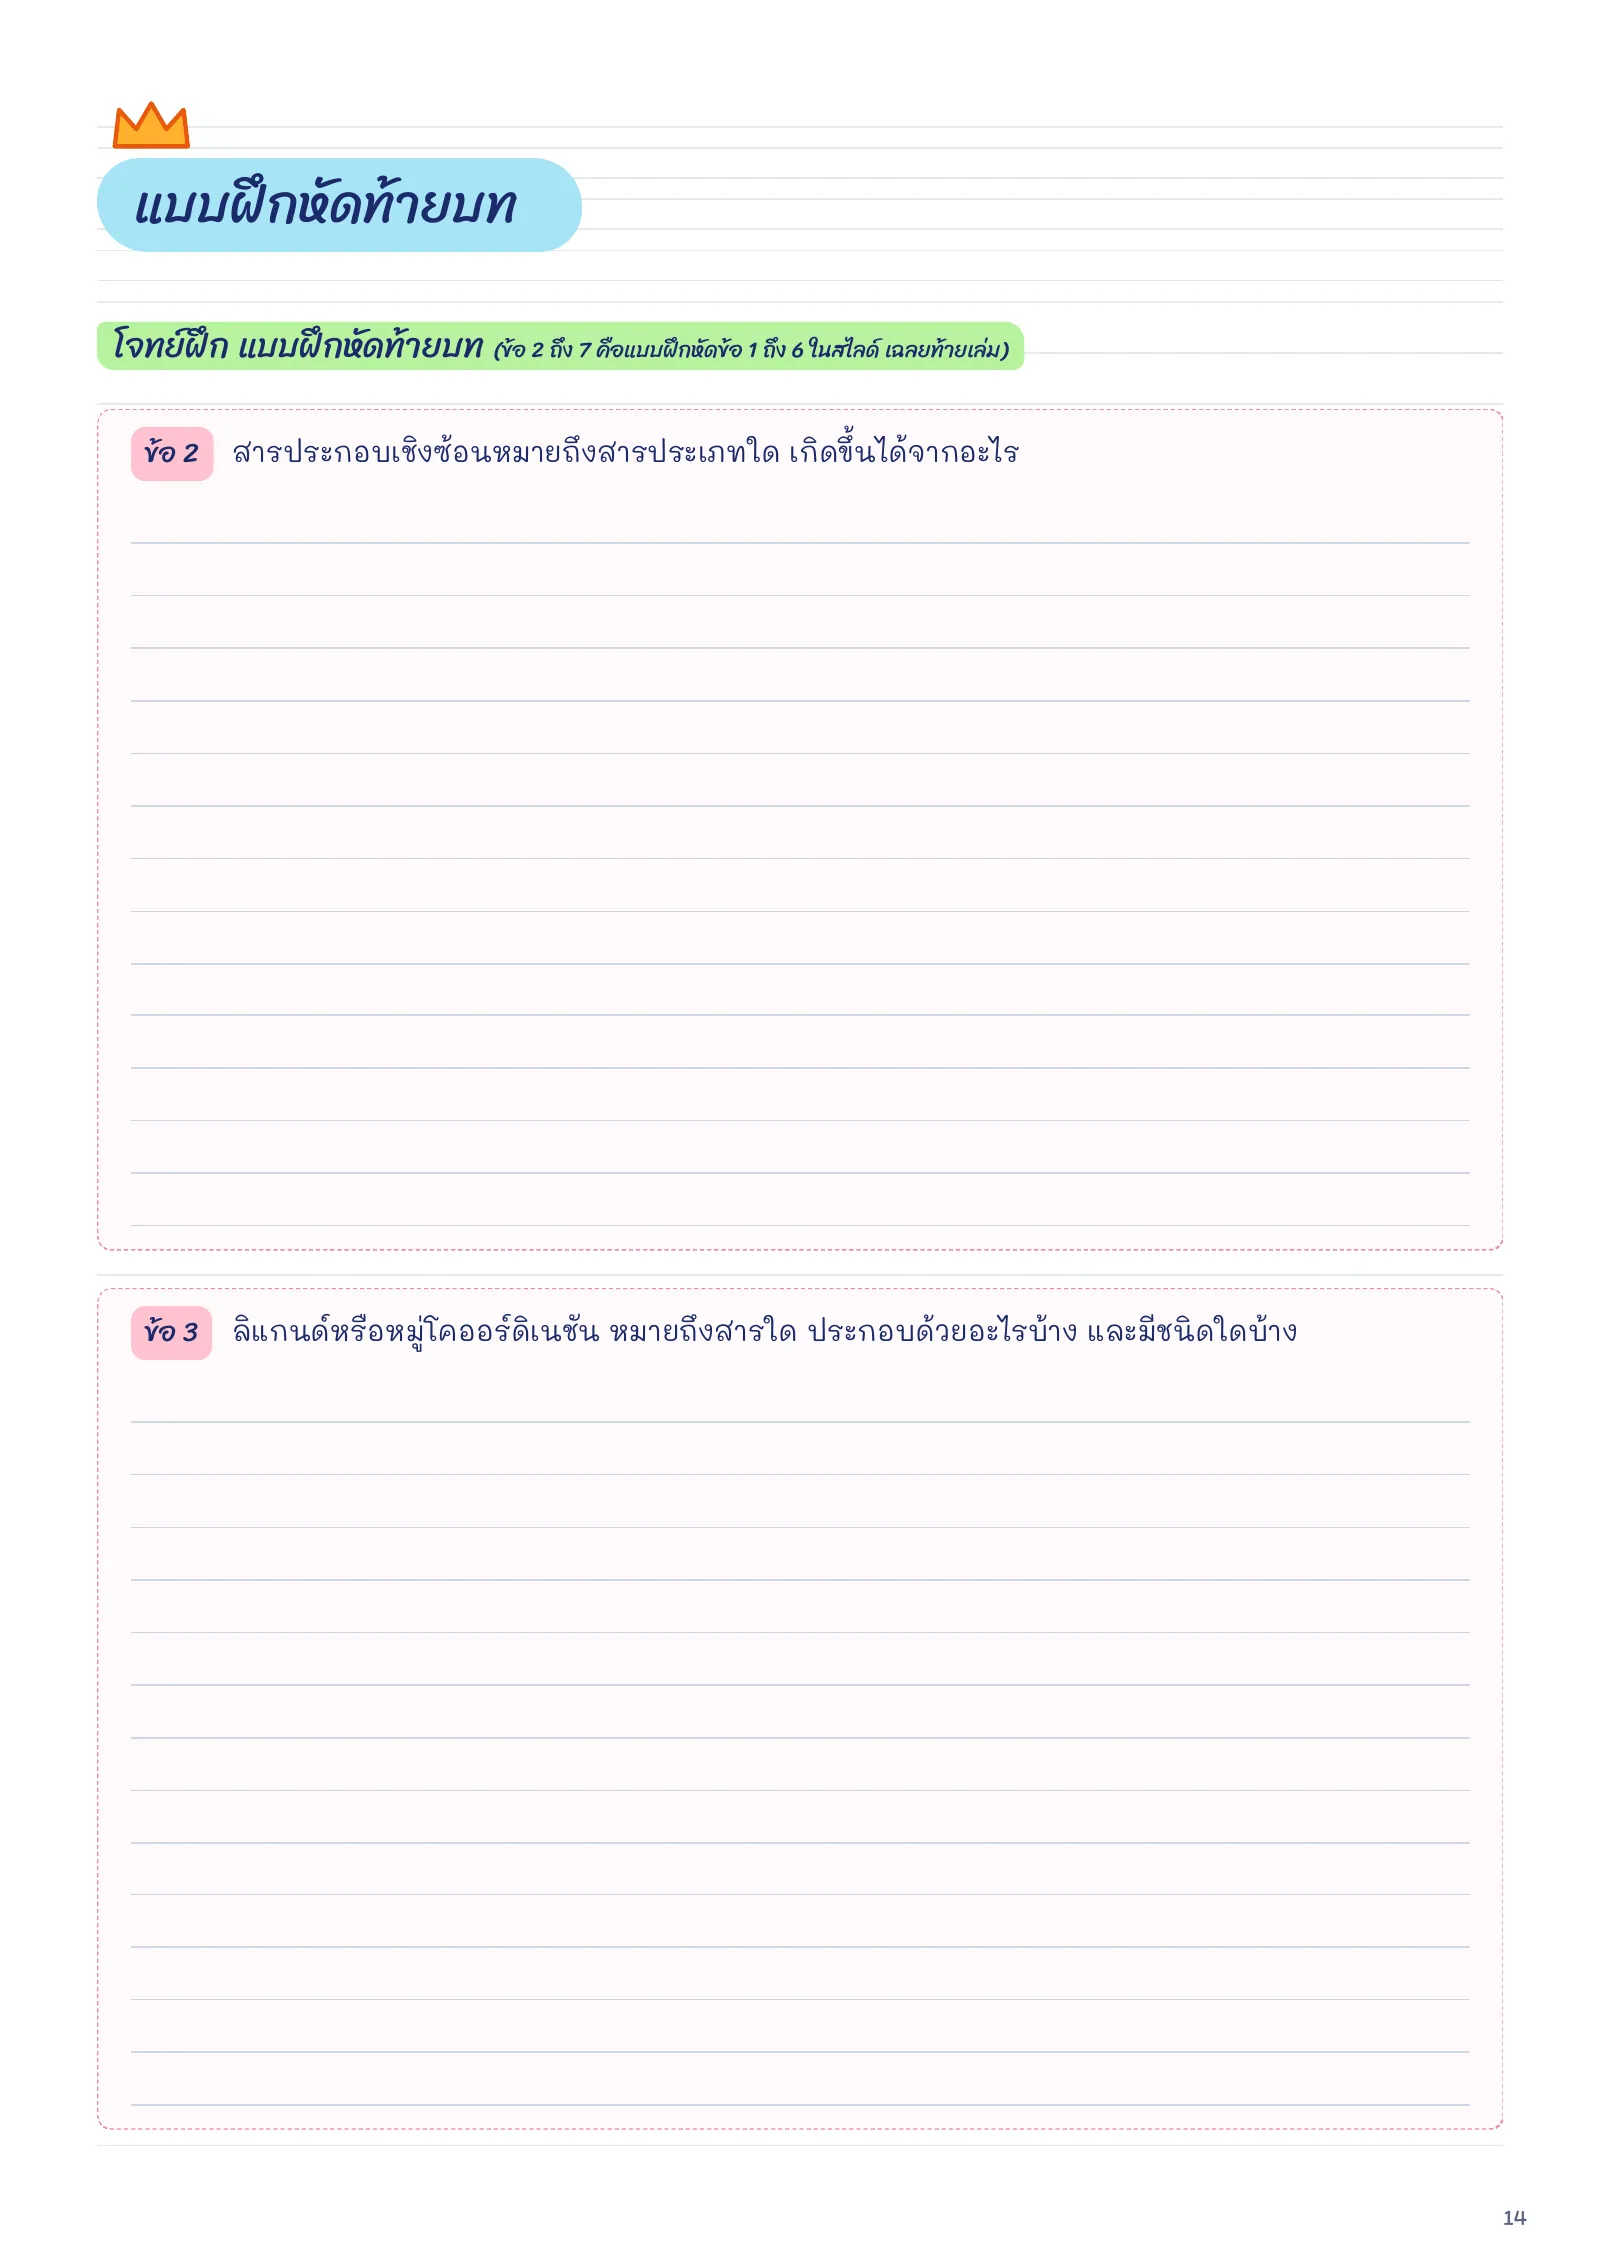 แบบฝึกหัดท้ายบท
โจทย์ฝึก แบบฝึกหัดท้ายบท (ข้อ 2 ถึง 7 คือแบบฝึกหัดข้อ 1 ถึง 6 ในสไลด์ เฉลยท้ายเล่ม)
ข้อ 2 สารประกอบเชิงซ้อนหมายถึงสารประเภทใด เกิดขึ้นได้จากอะไร
ข้อ 3 ลิแกนด์หรือหมู่โคออร์ดิเนชัน หมายถึงสารใด ประกอบด้วยอะไรบ้าง และมีชนิดใดบ้าง
14